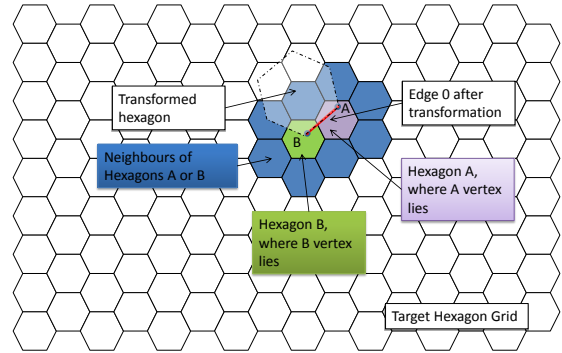 Transformed
hexagon
A
Edge 0 after
transformation
B
Neighbours of
Hexagons A or B
Hexagon A,
where A vertex
lies
Hexagon B,
where B vertex
lies
Target Hexagon Grid